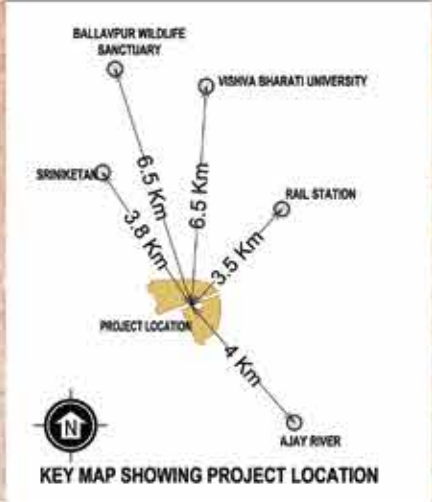 BALLAVPUR WILDLIFE
SANCTUARY
VISHVA BHARATI UNIVERSITY
SRINIKETAN
6.5 Km
6.5 Km
RAIL STATION
3.8 Km
3.5 Km
PROJECT LOCATION
4 Km
N
AJAY RIVER
KEY MAP SHOWING PROJECT LOCATION